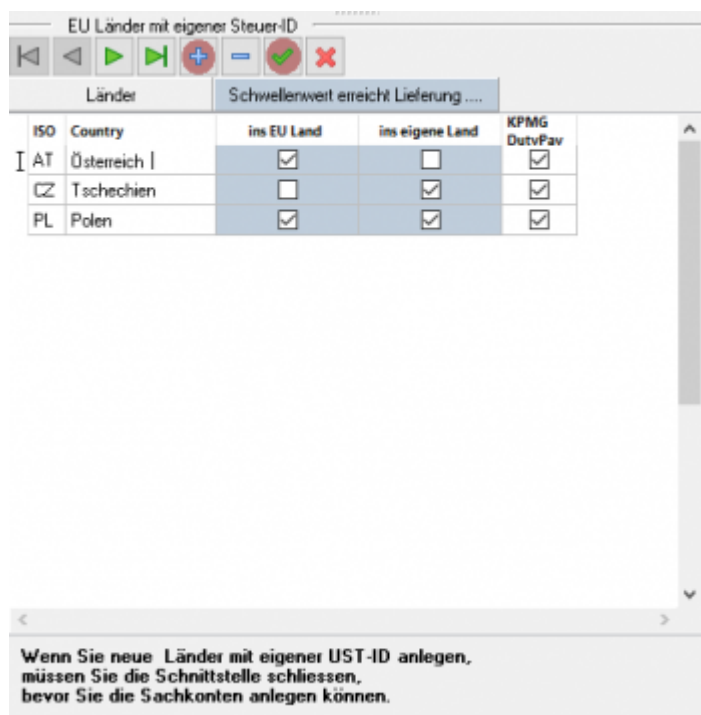 EU Länder mit eigener Steuer-ID
Länder Schwellenwert erreicht Lieferung ....
ISO Country ins EU Land ins eigene Land KPMG
DutvPav
AT Österreich
CZ Tschechien
PL Polen
Wenn Sie neue Länder mit eigener UST-ID anlegen,
müssen Sie die Schnittstelle schliessen,
bevor Sie die Sachkonten anlegen können.